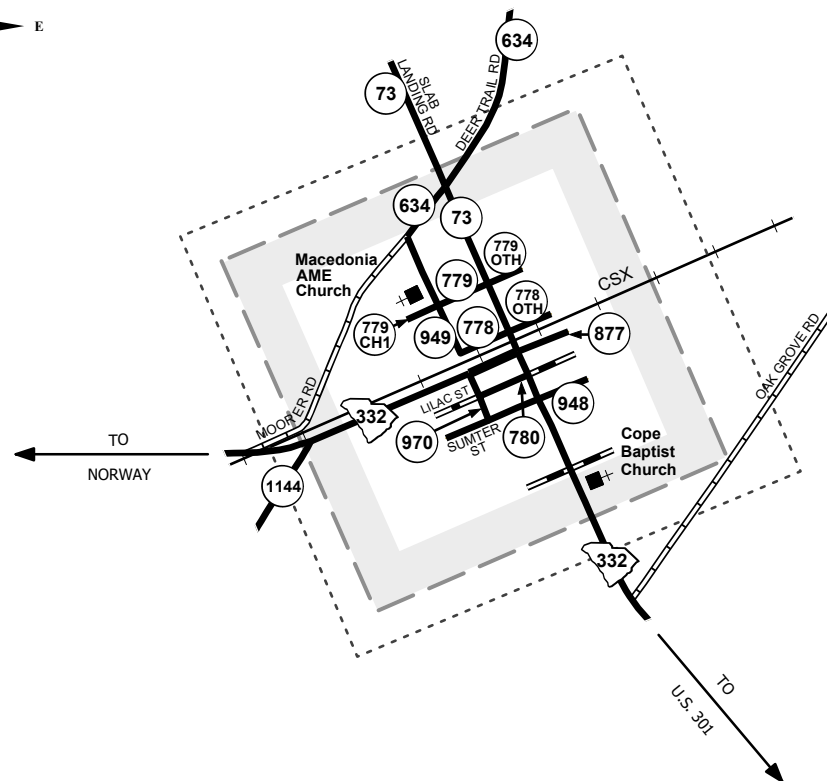 E
634
73
SLAB
LANDING RD
DEER TRAIL RD
634
73
Macedonia
AME
Church
779
OTH
779
778
OTH
CSX
779
CH1
949
778
877
OAK GROVE RD
MOORER RD
332
LILAC ST
948
970
SUMTER
ST
780
Cope
Baptist
Church
TO
NORWAY
1144
332
TO
U.S. 301